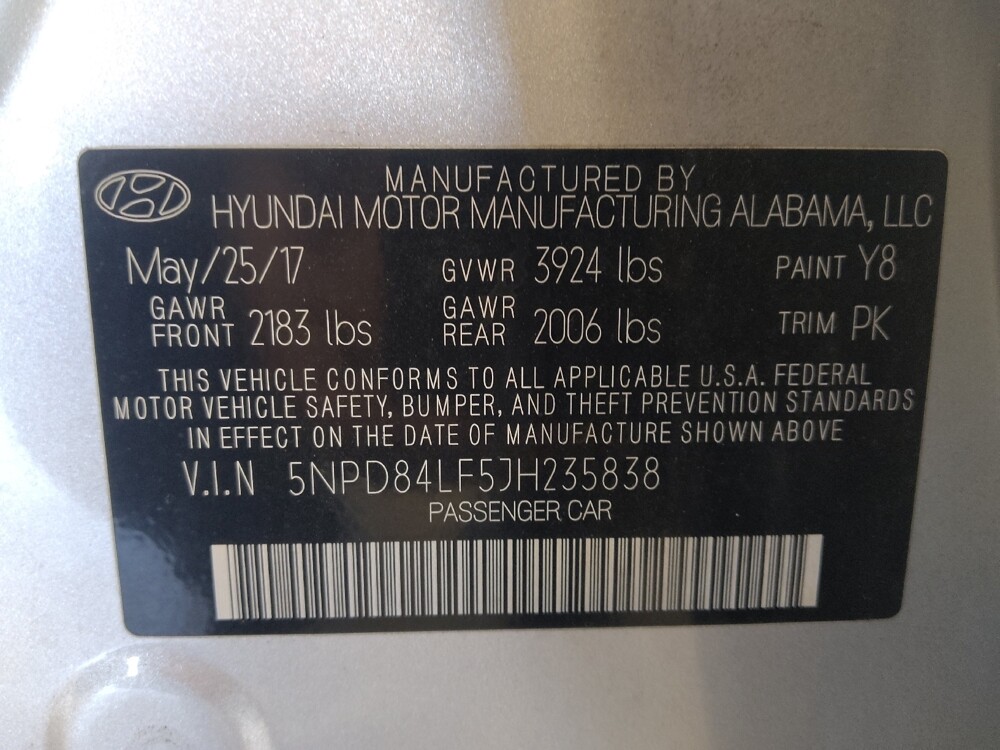 MANUFACTURED BY
HYUNDAI MOTOR MANUFACTURING ALABAMA, LLC
May/25/17 GVWR 3924 lbs PAINT Y8
GAWR FRONT 2183 lbs GAWR REAR 2006 lbs TRIM PK
THIS VEHICLE CONFORMS TO ALL APPLICABLE U.S.A. FEDERAL
MOTOR VEHICLE SAFETY, BUMPER, AND THEFT PREVENTION STANDARDS
IN EFFECT ON THE DATE OF MANUFACTURE SHOWN ABOVE
V.I.N 5NPD84LF5JH235838
PASSENGER CAR